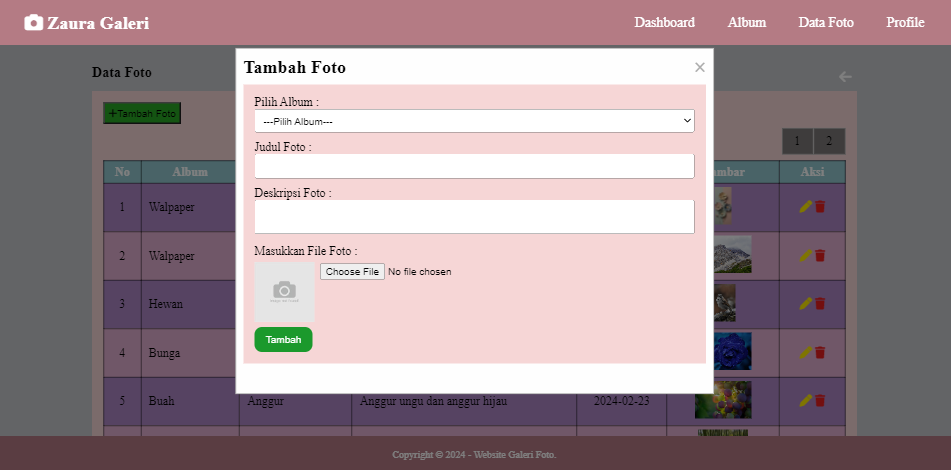 Zaura Galeri
Dashboard Album Data Foto Profile
Data Foto
Tambah Foto ×
+Tambah Foto
Pilih Album :
---Pilih Album---
1 2
Judul Foto :
No Album mbar Aksi
Deskripsi Foto :
1 Walpaper
2 Walpaper
Masukkan File Foto :
Choose File No file chosen
3 Hewan
Tambah
4 Bunga
5 Buah Anggur Anggur ungu dan anggur hijau 2024-02-23
Copyright © 2024 - Website Galeri Foto.